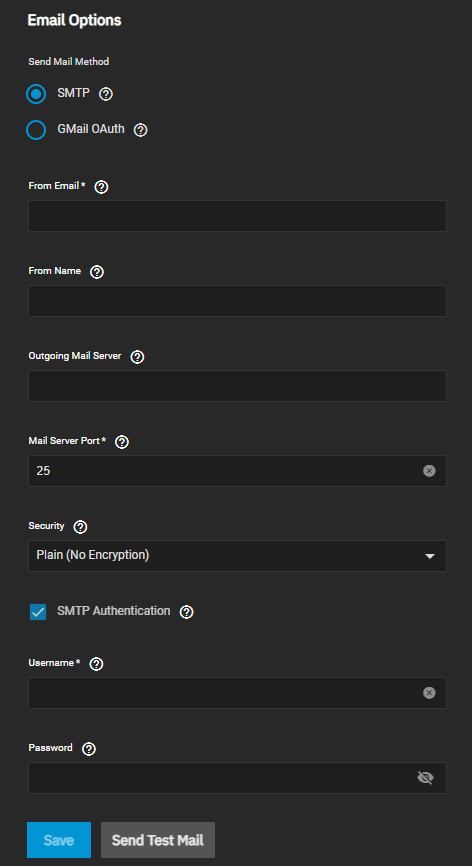 Email Options
Send Mail Method
SMTP
GMail OAuth
From Email *
From Name
Outgoing Mail Server
Mail Server Port *
25
Security
Plain (No Encryption)
SMTP Authentication
Username *
Password
Save Send Test Mail